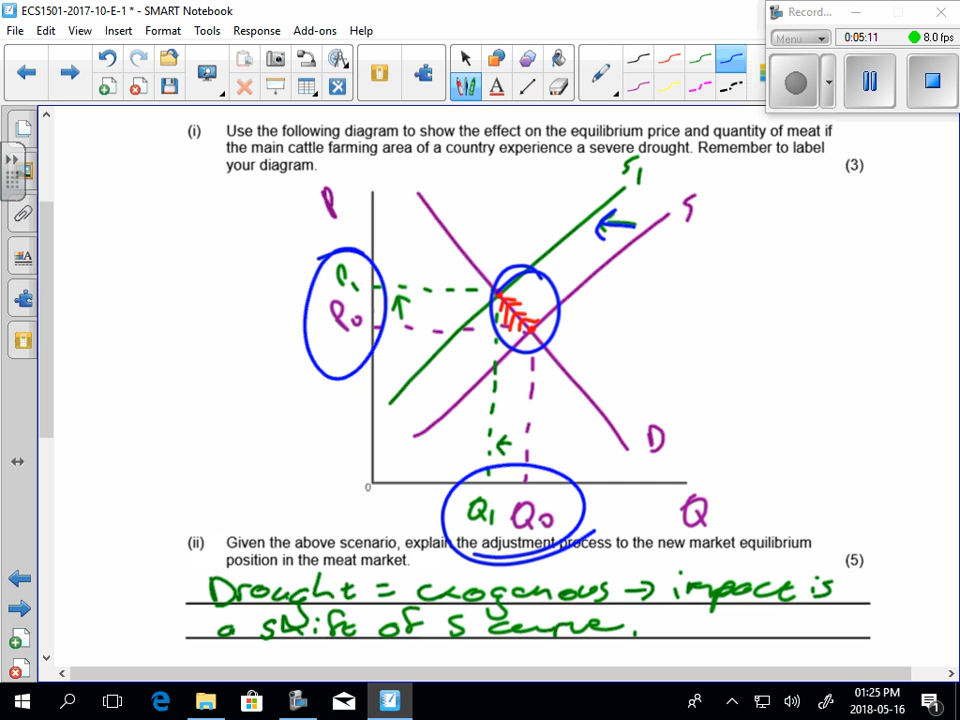 ECS1501-2017-10-E-1 * - SMART Notebook
Record...
File Edit View Insert Format Tools Response Add-ons Help
Menu 0:05:11 8.0 fps
(i) Use the following diagram to show the effect on the equilibrium price and quantity of meat if
the main cattle farming area of a country experience a severe drought. Remember to label
your diagram. (3)
P
S1
S
P1
P0
D
0
Q1 Q0 Q
(ii) Given the above scenario, explain the adjustment process to the new market equilibrium
position in the meat market. (5)
Drought = exogenous → impact is
a shift of S curve.
01:25 PM
2018-05-16
1